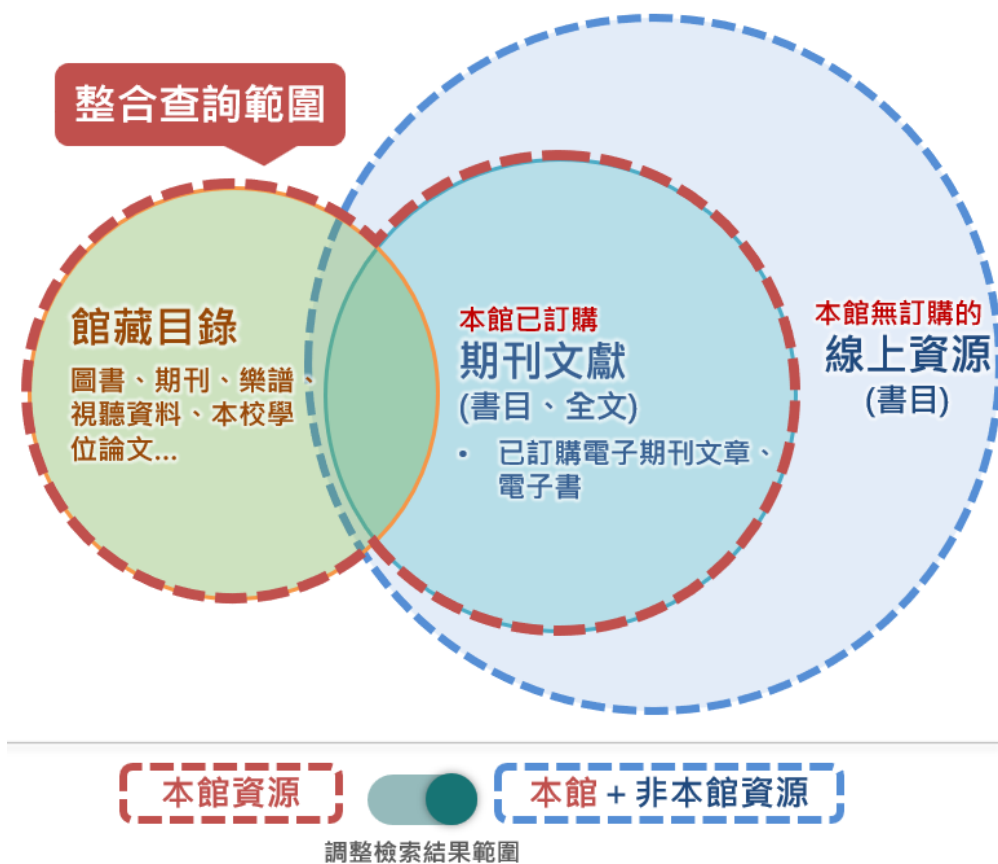 整合查詢範圍
館藏目錄
圖書、期刊、樂譜、
視聽資料、本校學
位論文...
本館已訂購
期刊文獻
(書目、全文)
• 已訂購電子期刊文章、
電子書
本館無訂購的
線上資源
(書目)
本館資源
本館 + 非本館資源
調整檢索結果範圍